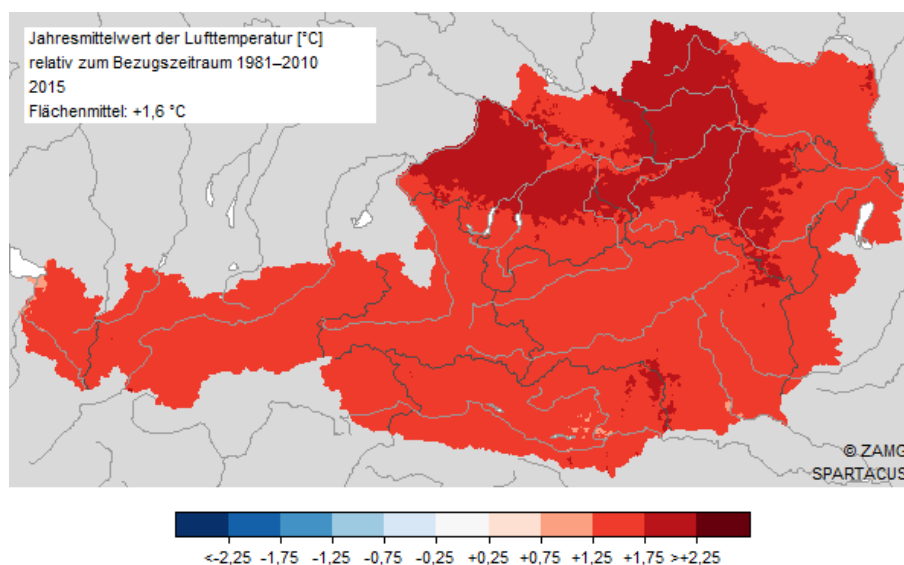 Jahresmittelwert der Lufttemperatur [°C]
relativ zum Bezugszeitraum 1981–2010
2015
Flächenmittel: +1,6 °C
© ZAMG
SPARTACUS
<-2,25 -1,75 -1,25 -0,75 -0,25 +0,25 +0,75 +1,25 +1,75 >+2,25